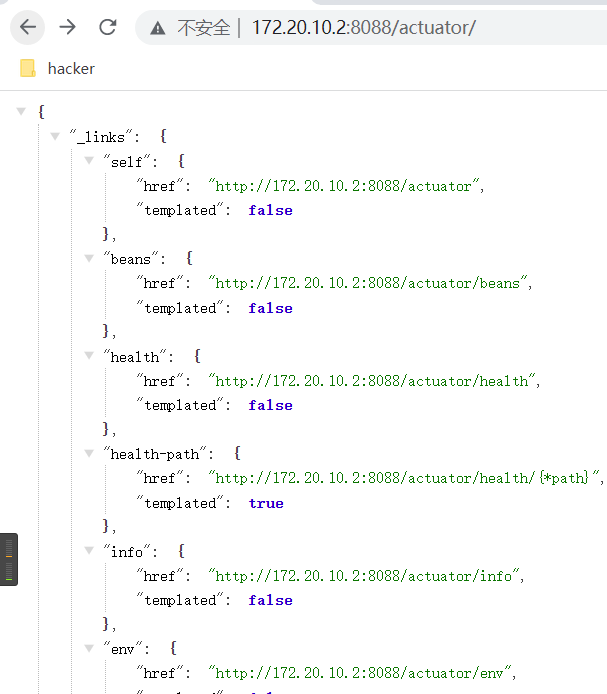 不安全 | 172.20.10.2:8088/actuator/
hacker
{
"_links": {
"self": {
"href": "http://172.20.10.2:8088/actuator",
"templated": false
},
"beans": {
"href": "http://172.20.10.2:8088/actuator/beans",
"templated": false
},
"health": {
"href": "http://172.20.10.2:8088/actuator/health",
"templated": false
},
"health-path": {
"href": "http://172.20.10.2:8088/actuator/health/{*path}",
"templated": true
},
"info": {
"href": "http://172.20.10.2:8088/actuator/info",
"templated": false
},
"env": {
"href": "http://172.20.10.2:8088/actuator/env",